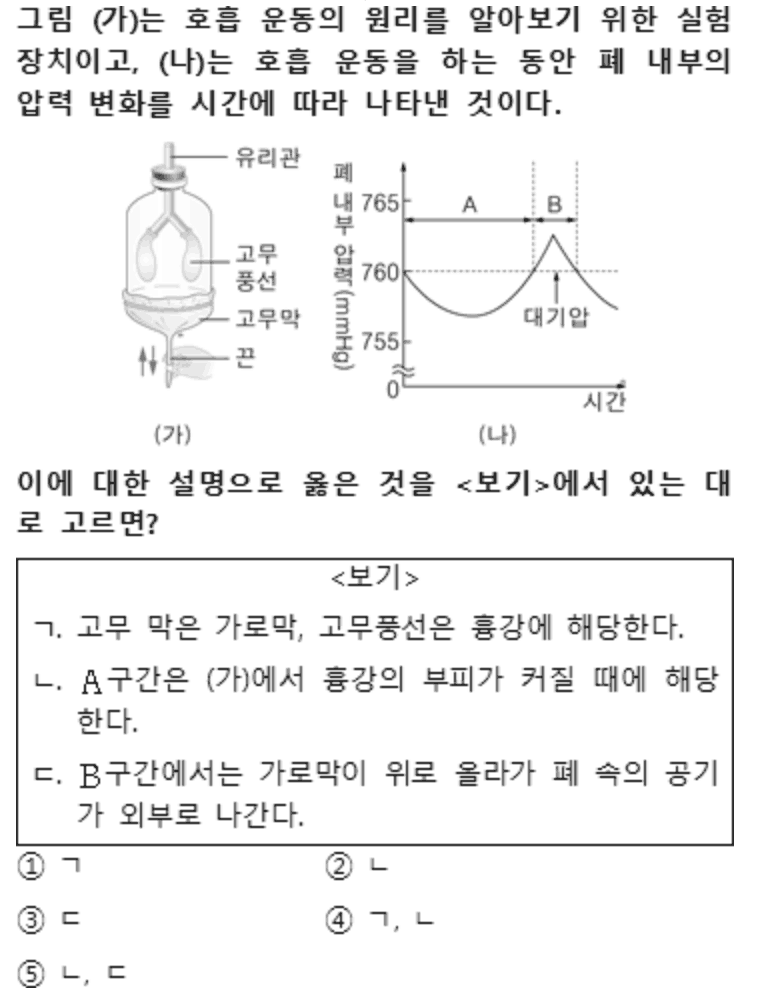 그림 (가)는 호흡 운동의 원리를 알아보기 위한 실험
장치이고, (나)는 호흡 운동을 하는 동안 폐 내부의
압력 변화를 시간에 따라 나타낸 것이다.
유리관
고무
풍선
고무막
끈
(가)
폐 내부 압력(mmHg)
765
760
755
0
A
B
대기압
시간
(나)
이에 대한 설명으로 옳은 것을 <보기>에서 있는 대
로 고르면?
<보기>
ㄱ. 고무 막은 가로막, 고무풍선은 흉강에 해당한다.
ㄴ. A구간은 (가)에서 흉강의 부피가 커질 때에 해당
한다.
ㄷ. B구간에서는 가로막이 위로 올라가 폐 속의 공기
가 외부로 나간다.
① ㄱ ② ㄴ
③ ㄷ ④ ㄱ, ㄴ
⑤ ㄴ, ㄷ